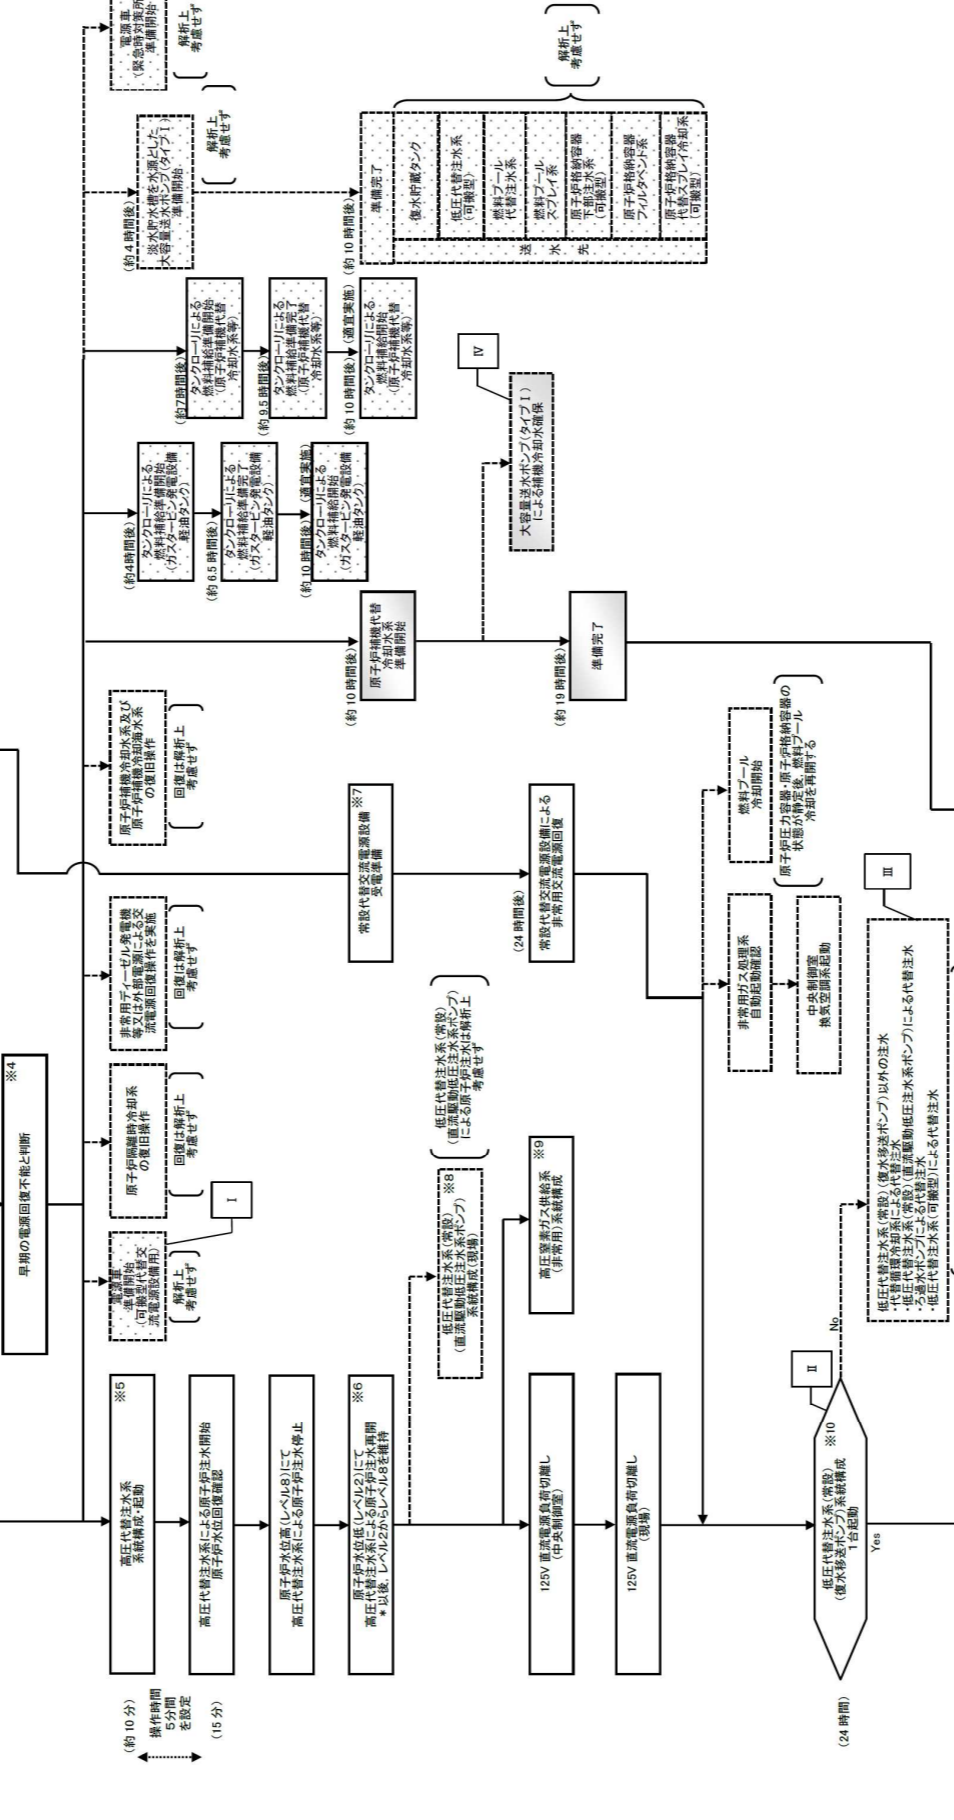 早期の電源回復不能と判断
※4
(約 10 分)
操作時間
5分間
を設定
(15 分)
高圧代替注水系
系統構成・起動
※5
高圧代替注水系による原子炉注水開始
原子炉水位回復確認
原子炉水位高(レベル8)にて
高圧代替注水系による原子炉注水停止
原子炉水位低(レベル2)にて
高圧代替注水系による原子炉注水再開
*以後,レベル2からレベル8を維持
※6
電源車
準備開始
(可搬型代替交
流電源設備用)
解析上
考慮せず
Ⅰ
原子炉隔離時冷却系
の復旧操作
回復は解析上
考慮せず
非常用ディーゼル発電機
等又は外部電源による交
流電源回復操作を実施
回復は解析上
考慮せず
原子炉補機冷却水系及び
原子炉補機冷却海水系
の復旧操作
回復は解析上
考慮せず
低圧代替注水系(常設)
(直流駆動低圧注水系ポンプ)
系統構成(現場)
※8
低圧代替注水系(常設)
(直流駆動低圧注水系ポンプ)
による原子炉注水は解析上
考慮せず
125V 直流電源負荷切離し
(中央制御室)
高圧窒素ガス供給系
(非常用)系統構成
※9
125V 直流電源負荷切離し
(現場)
常設代替交流電源設備
受電準備
※7
(24 時間後)
常設代替交流電源設備による
非常用交流電源回復
非常用ガス処理系
自動起動確認
中央制御室
換気空調系起動
燃料プール
冷却開始
原子炉圧力容器・原子炉格納容器の
状態が静定後,燃料プール
冷却を再開する
(24 時間)
低圧代替注水系(常設)
(復水移送ポンプ)系統構成
1台起動
※10
Ⅱ
Yes
No
低圧代替注水系(常設)(復水移送ポンプ)以外の注水
・代替循環冷却系による代替注水
・低圧代替注水系(常設)(直流駆動低圧注水系ポンプ)による代替注水
・ろ過水ポンプによる代替注水
・低圧代替注水系(可搬型)による代替注水
Ⅲ
(約 10 時間後)
原子炉補機代替
冷却水系
準備開始
(約 19 時間後)
準備完了
大容量送水ポンプ(タイプⅠ)
による補機冷却水確保
Ⅳ
(約4時間後)
タンクローリによる
燃料補給準備開始
(ガスタービン発電設備
軽油タンク)
(約 6.5 時間後)
タンクローリによる
燃料補給準備完了
(ガスタービン発電設備
軽油タンク)
(約 10 時間後)(適宜実施)
タンクローリによる
燃料補給開始
(ガスタービン発電設備
軽油タンク)
(約7時間後)
タンクローリによる
燃料補給準備開始
(原子炉補機代替
冷却水系等)
(約 9.5 時間後)
タンクローリによる
燃料補給準備完了
(原子炉補機代替
冷却水系等)
(約 10 時間後)(適宜実施)
タンクローリによる
燃料補給開始
(原子炉補機代替
冷却水系等)
(約 4 時間後)
淡水貯水槽を水源とした
大容量送水ポンプ(タイプⅠ)
準備開始
解析上
考慮せず
(約 10 時間後)
準備完了
送水先
復水貯蔵タンク
低圧代替注水系
(可搬型)
燃料プール
代替注水系
燃料プール
スプレイ系
原子炉格納容器
下部注水系
(可搬型)
原子炉格納容器
フィルタベント系
原子炉格納容器
代替スプレイ冷却系
(可搬型)
解析上
考慮せず
電源車
(緊急時対策所
準備開始
解析上
考慮せず